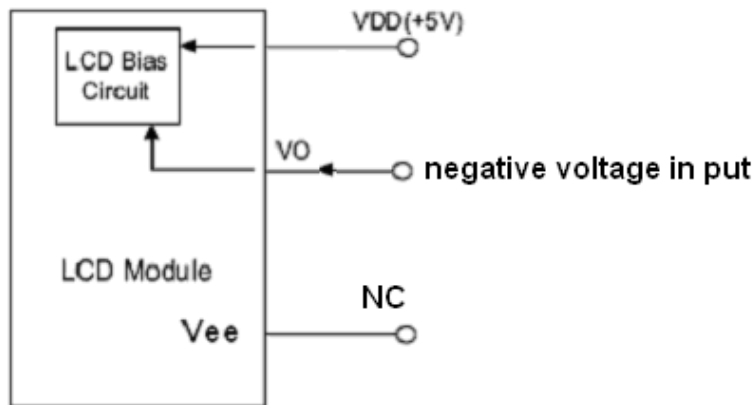 VDD(+5V)
LCD Bias
Circuit
VO
negative voltage in put
LCD Module
NC
Vee